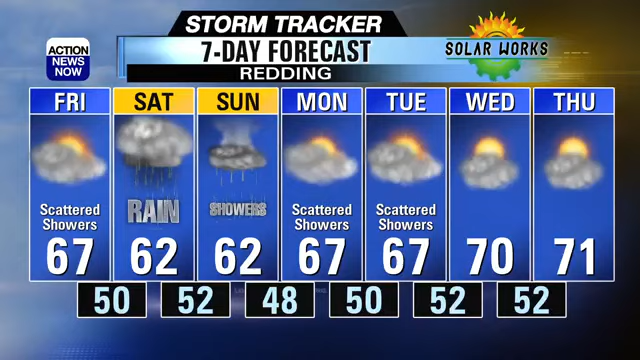 STORM TRACKER
7-DAY FORECAST
REDDING
ACTION
NEWS
NOW
SOLAR WORKS
FRI SAT SUN MON TUE WED THU
RAIN SHOWERS
Scattered Scattered Scattered
Showers Showers Showers
67 62 62 67 67 70 71
50 52 48 50 52 52